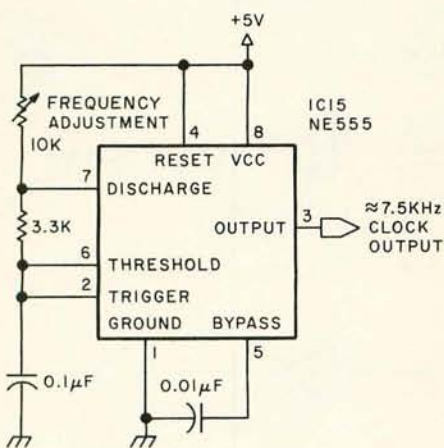 +5V
FREQUENCY
ADJUSTMENT
10K
IC15
NE555
4
8
RESET
VCC
7
DISCHARGE
3.3K
OUTPUT
3
≈7.5KHz
CLOCK
OUTPUT
6
THRESHOLD
2
TRIGGER
GROUND
BYPASS
1
5
0.1µF
0.01µF